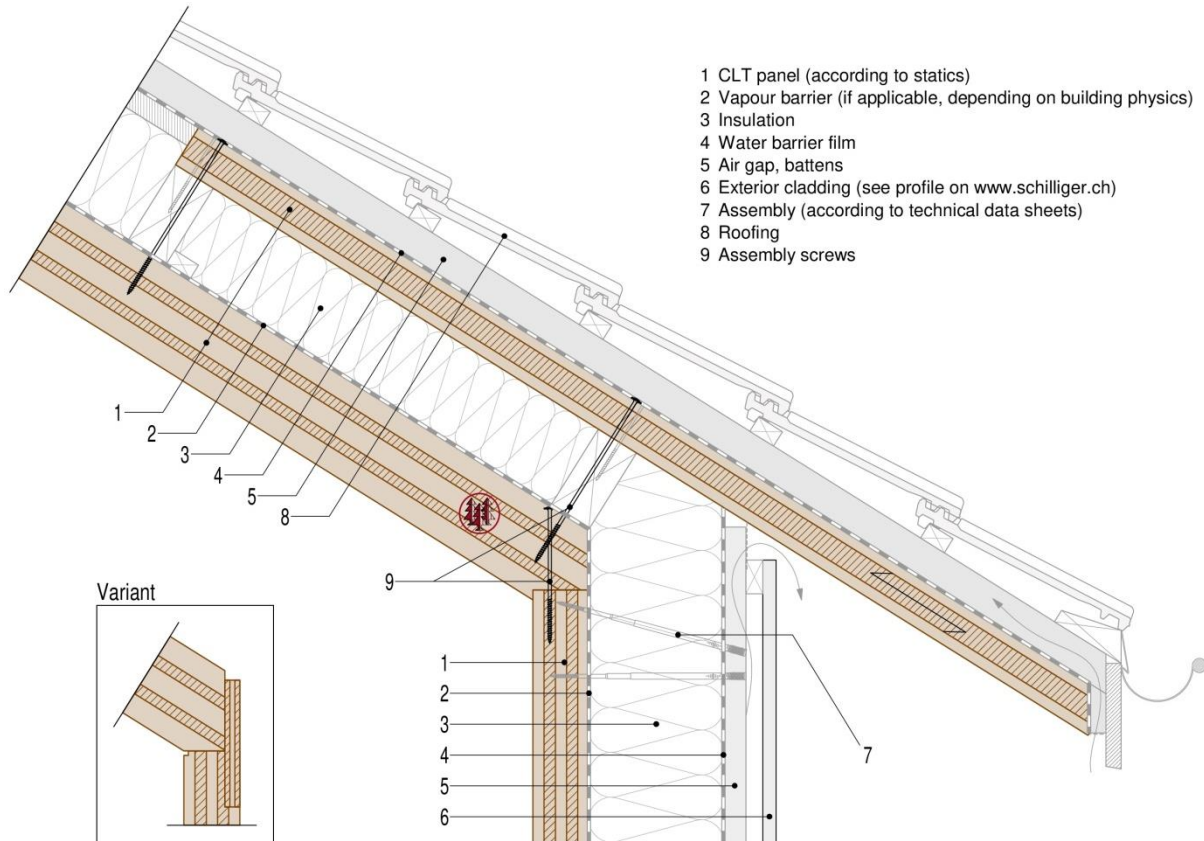 1 CLT panel (according to statics)
2 Vapour barrier (if applicable, depending on building physics)
3 Insulation
4 Water barrier film
5 Air gap, battens
6 Exterior cladding (see profile on www.schilliger.ch)
7 Assembly (according to technical data sheets)
8 Roofing
9 Assembly screws
1
2
3
4
5
8
9
Variant
1
2
3
4
5
6
7